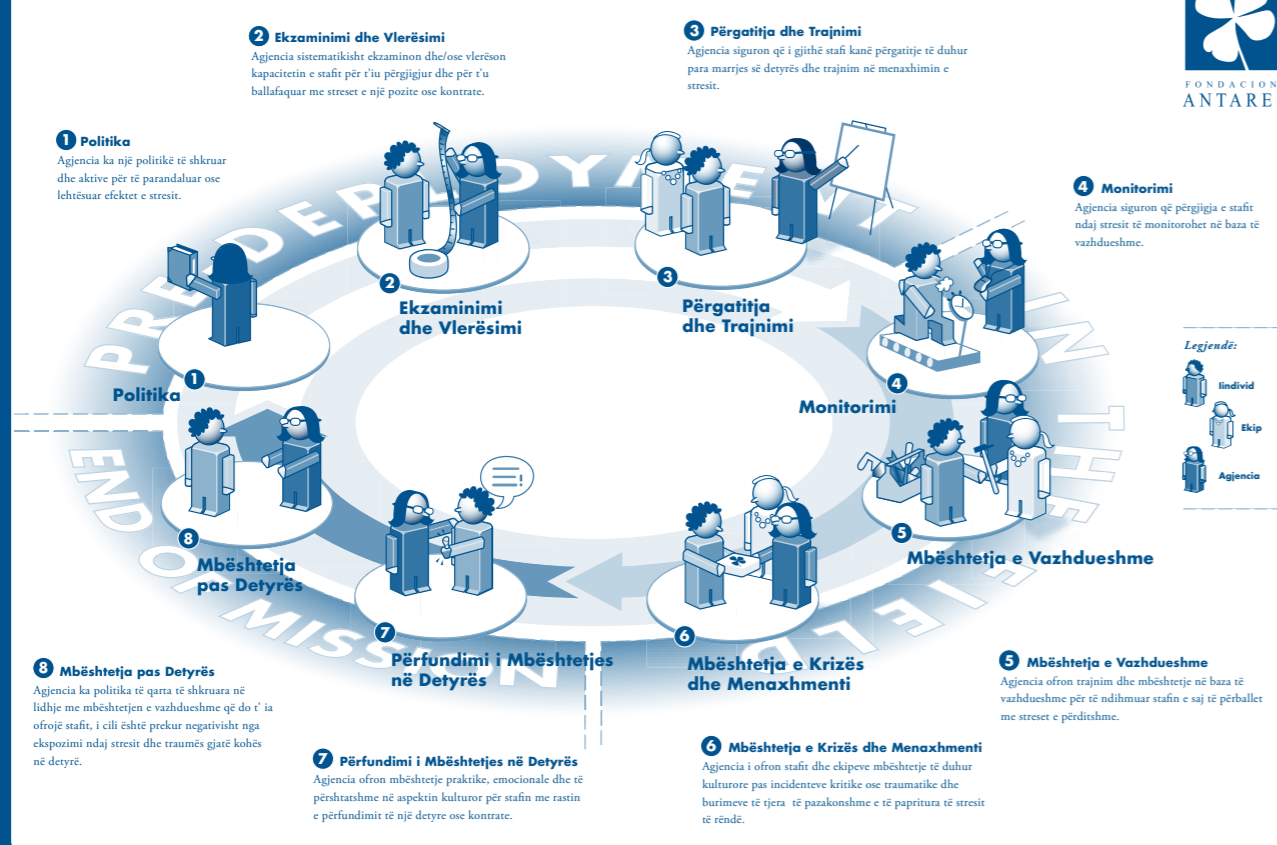 2 Ekzaminimi dhe Vlerësimi
Agjencia sistematikisht ekzaminon dhe/ose vlerëson
kapacitetin e stafit për t'iu përgjigjur dhe për t'u
ballafaquar me streset e një pozite ose kontrate.
3 Përgatitja dhe Trajnimi
Agjencia siguron që i gjithë stafi kanë përgatitje të duhur
para marrjes së detyrës dhe trajnim në menaxhimin e
stresit.
FONDACION
ANTARE
1 Politika
Agjencia ka një politikë të shkruar
dhe aktive për të parandaluar ose
lehtësuar efektet e stresit.
4 Monitorimi
Agjencia siguron që përgjigja e stafit
ndaj stresit të monitorohet në baza të
vazhdueshme.
PRE DEPLOYMENT
IN THE FIELD
END OF MISSION
2
Ekzaminimi
dhe Vlerësimi
3
Përgatitja
dhe Trajnimi
1
Politika
4
Monitorimi
Legjendë:
Iindivid
Ekip
Agjencia
5
Mbështetja e Vazhdueshme
8
Mbështetja
pas Detyrës
7
Përfundimi i Mbështetjes
në Detyrës
6
Mbështetja e Krizës
dhe Menaxhmenti
8 Mbështetja pas Detyrës
Agjencia ka politika të qarta të shkruara në
lidhje me mbështetjen e vazhdueshme që do t' ia
ofrojë stafit, i cili është prekur negativisht nga
ekspozimi ndaj stresit dhe traumës gjatë kohës
në detyrë.
7 Përfundimi i Mbështetjes në Detyrës
Agjencia ofron mbështetje praktike, emocionale dhe të
përshtatshme në aspektin kulturor për stafin me rastin
e përfundimit të një detyre ose kontrate.
6 Mbështetja e Krizës dhe Menaxhmenti
Agjencia i ofron stafit dhe ekipeve mbështetje të duhur
kulturore pas incidenteve kritike ose traumatike dhe
burimeve të tjera të pazakonshme e të papritura të stresit
të rëndë.
5 Mbështetja e Vazhdueshme
Agjencia ofron trajnim dhe mbështetje në baza të
vazhdueshme për të ndihmuar stafin e saj të përballet
me streset e përditshme.